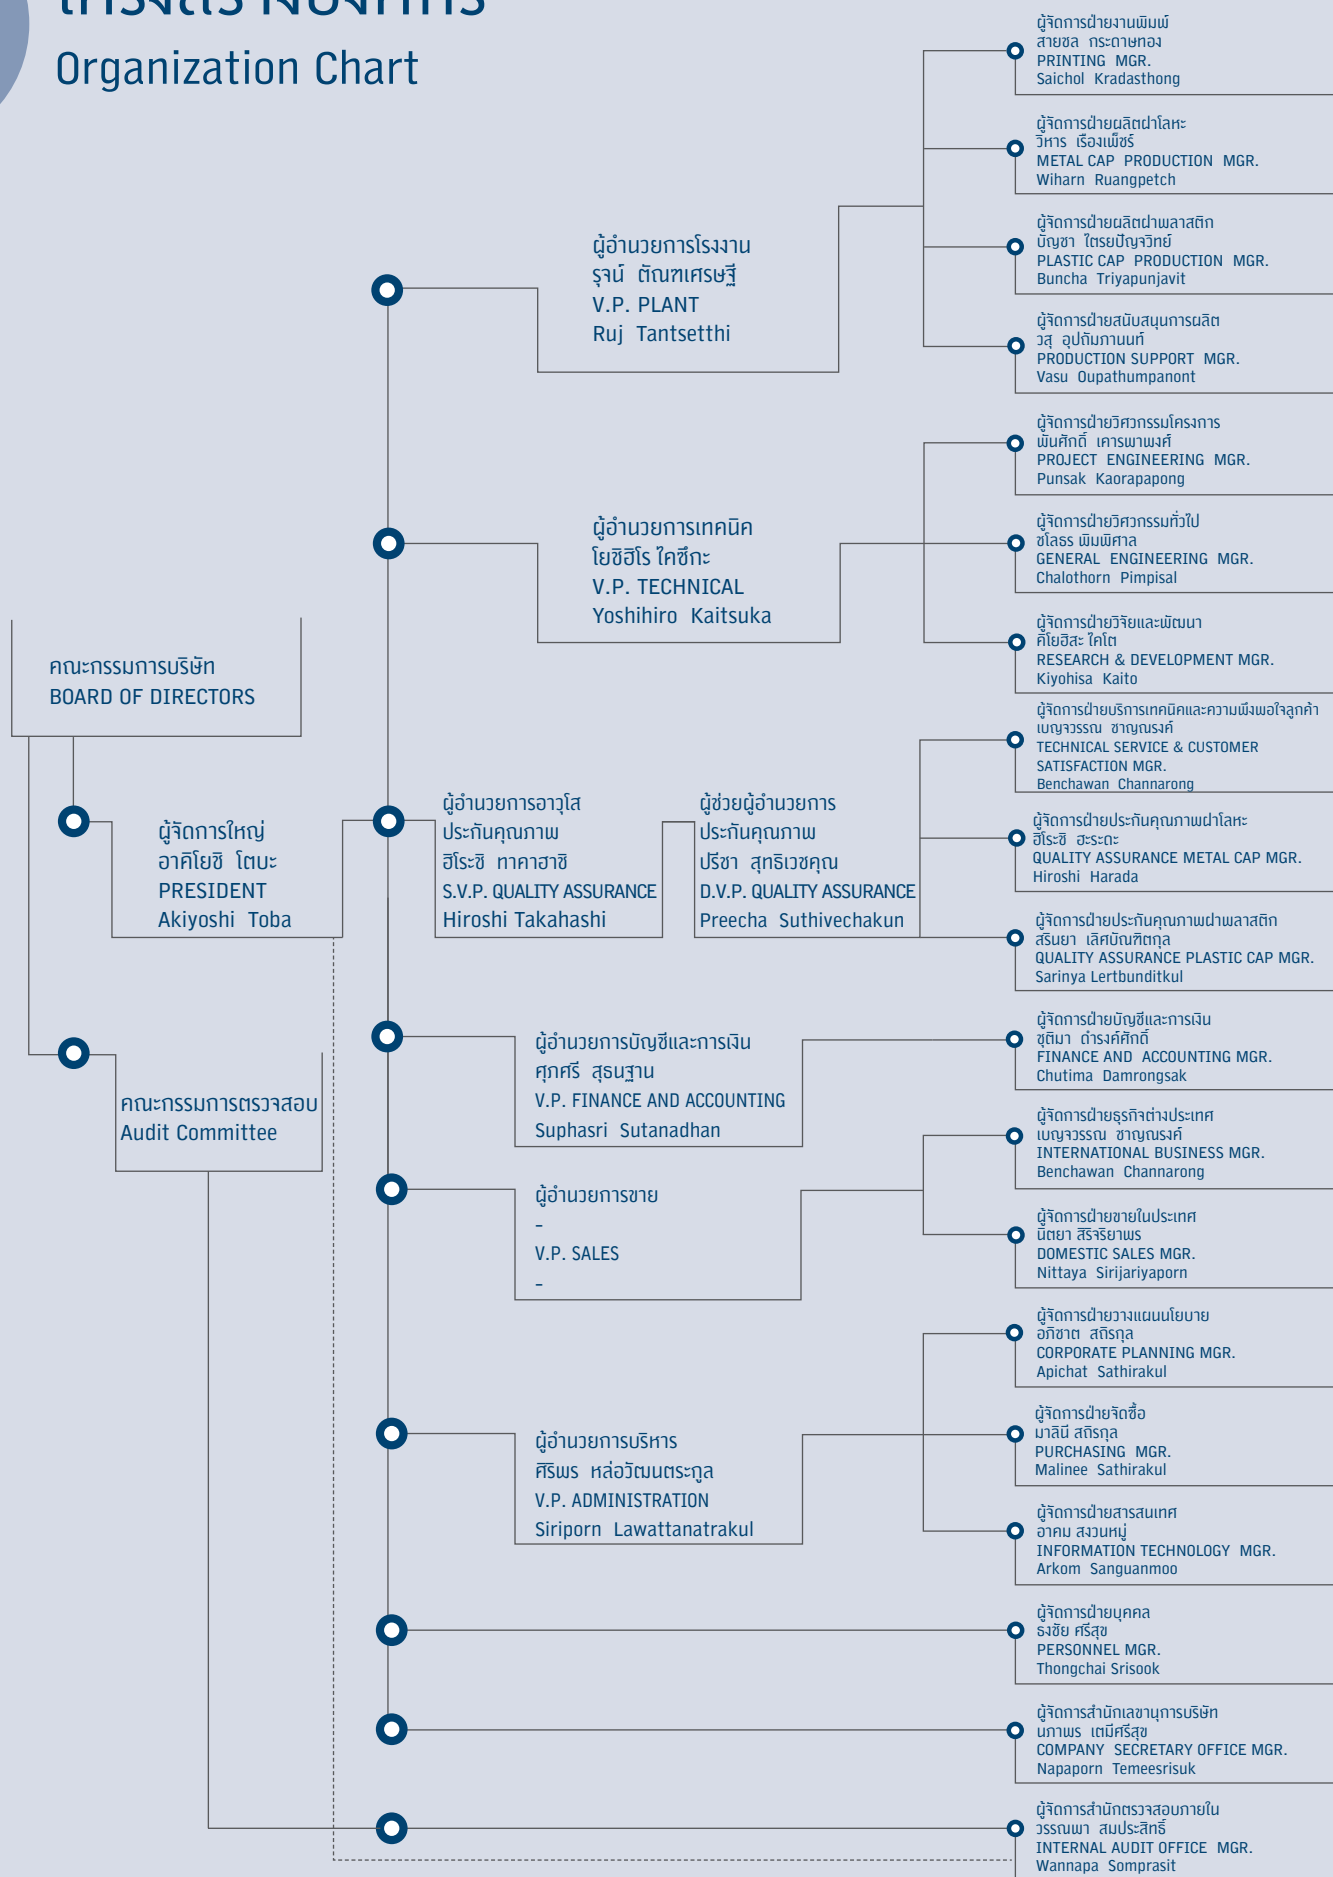 โครงสร้างองค์การ
Organization Chart
ผู้จัดการฝ่ายงานพิมพ์
สายชล กระดาษทอง
PRINTING MGR.
Saichol Kradasthong
ผู้จัดการฝ่ายผลิตฝาโลหะ
วิหาร เรืองเพ็ชร์
METAL CAP PRODUCTION MGR.
Wiharn Ruangpetch
ผู้จัดการฝ่ายผลิตฝาพลาสติก
บัญชา ไตรยปัญจวิทย์
PLASTIC CAP PRODUCTION MGR.
Buncha Triyapunjavit
ผู้จัดการฝ่ายสนับสนุนการผลิต
วสุ อุปถัมภานนท์
PRODUCTION SUPPORT MGR.
Vasu Oupathumpanont
ผู้อำนวยการโรงงาน
รุจน์ ตัณฑเศรษฐี
V.P. PLANT
Ruj Tantsetthi
ผู้จัดการฝ่ายวิศวกรรมโครงการ
พันศักดิ์ เคารพาพงศ์
PROJECT ENGINEERING MGR.
Punsak Kaorapapong
ผู้จัดการฝ่ายวิศวกรรมทั่วไป
ชโลธร พิมพิศาล
GENERAL ENGINEERING MGR.
Chalothorn Pimpisal
ผู้จัดการฝ่ายวิจัยและพัฒนา
คิโยฮิสะ ไคโต
RESEARCH & DEVELOPMENT MGR.
Kiyohisa Kaito
ผู้อำนวยการเทคนิค
โยชิฮิโร ไคซึกะ
V.P. TECHNICAL
Yoshihiro Kaitsuka
คณะกรรมการบริษัท
BOARD OF DIRECTORS
ผู้จัดการใหญ่
อาคิโยชิ โตบะ
PRESIDENT
Akiyoshi Toba
ผู้อำนวยการอาวุโส
ประกันคุณภาพ
ฮิโระชิ ทาคาฮาชิ
S.V.P. QUALITY ASSURANCE
Hiroshi Takahashi
ผู้ช่วยผู้อำนวยการ
ประกันคุณภาพ
ปรีชา สุทธิเวชคุณ
D.V.P. QUALITY ASSURANCE
Preecha Suthivechakun
ผู้จัดการฝ่ายบริการเทคนิคและความพึงพอใจลูกค้า
เบญจวรรณ ชาญณรงค์
TECHNICAL SERVICE & CUSTOMER
SATISFACTION MGR.
Benchawan Channarong
ผู้จัดการฝ่ายประกันคุณภาพฝาโลหะ
ฮิโระชิ ฮะระดะ
QUALITY ASSURANCE METAL CAP MGR.
Hiroshi Harada
ผู้จัดการฝ่ายประกันคุณภาพฝาพลาสติก
สรินยา เลิศบัณฑิตกุล
QUALITY ASSURANCE PLASTIC CAP MGR.
Sarinya Lertbunditkul
คณะกรรมการตรวจสอบ
Audit Committee
ผู้อำนวยการบัญชีและการเงิน
ศุภศรี สุธนฐาน
V.P. FINANCE AND ACCOUNTING
Suphasri Sutanadhan
ผู้จัดการฝ่ายบัญชีและการเงิน
ชุติมา ดำรงค์ศักดิ์
FINANCE AND ACCOUNTING MGR.
Chutima Damrongsak
ผู้อำนวยการขาย
-
V.P. SALES
-
ผู้จัดการฝ่ายธุรกิจต่างประเทศ
เบญจวรรณ ชาญณรงค์
INTERNATIONAL BUSINESS MGR.
Benchawan Channarong
ผู้จัดการฝ่ายขายในประเทศ
นิตยา สิริจริยาพร
DOMESTIC SALES MGR.
Nittaya Sirijariyaporn
ผู้อำนวยการบริหาร
ศิริพร หล่อวัฒนตระกูล
V.P. ADMINISTRATION
Siriporn Lawattanatrakul
ผู้จัดการฝ่ายวางแผนนโยบาย
อภิชาต สถิรกุล
CORPORATE PLANNING MGR.
Apichat Sathirakul
ผู้จัดการฝ่ายจัดซื้อ
มาลินี สถิรกุล
PURCHASING MGR.
Malinee Sathirakul
ผู้จัดการฝ่ายสารสนเทศ
อาคม สงวนหมู่
INFORMATION TECHNOLOGY MGR.
Arkom Sanguanmoo
ผู้จัดการฝ่ายบุคคล
ธงชัย ศรีสุข
PERSONNEL MGR.
Thongchai Srisook
ผู้จัดการสำนักเลขานุการบริษัท
นภาพร เตมีศรีสุข
COMPANY SECRETARY OFFICE MGR.
Napaporn Temeesrisuk
ผู้จัดการสำนักตรวจสอบภายใน
วรรณพา สมประสิทธิ์
INTERNAL AUDIT OFFICE MGR.
Wannapa Somprasit